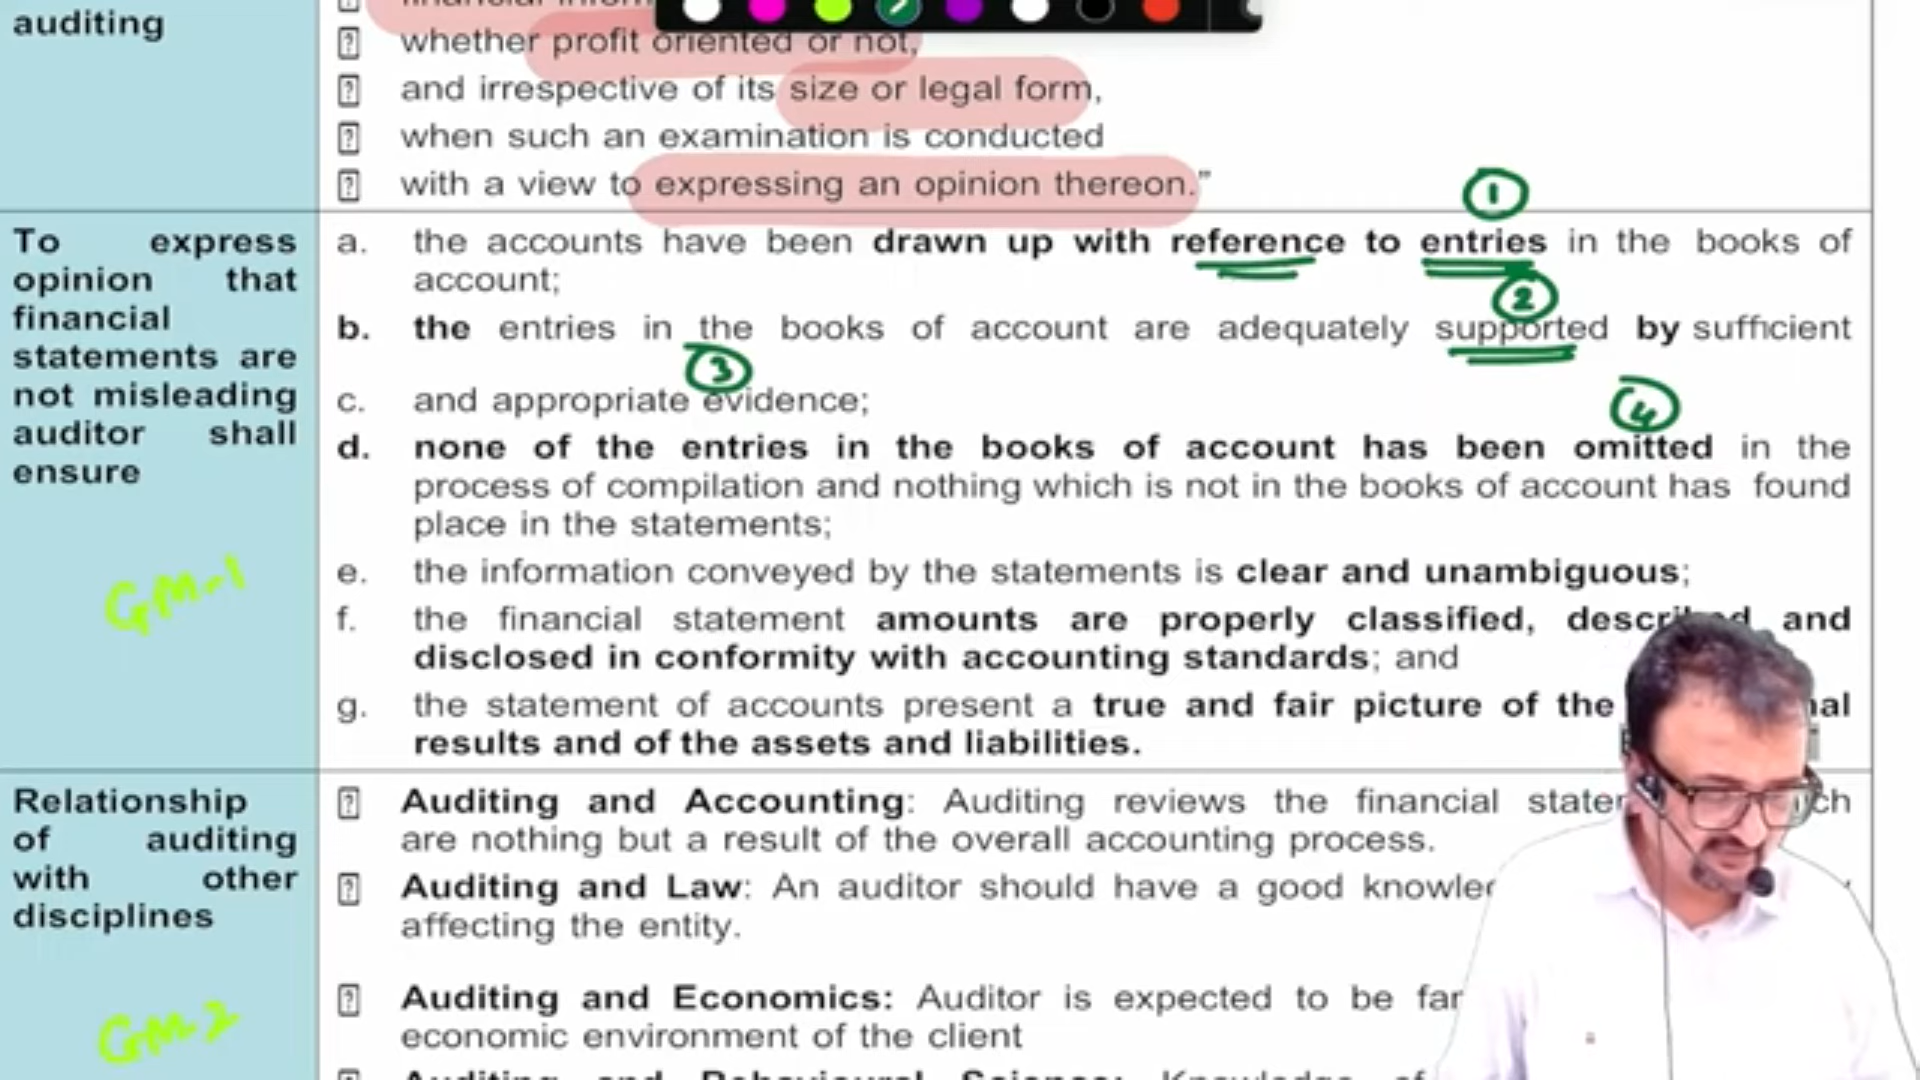 auditing
whether profit oriented or not,
and irrespective of its size or legal form,
when such an examination is conducted
with a view to expressing an opinion thereon.”
1
To express
opinion that
financial
statements are
not misleading
auditor shall
ensure
GM-1
a. the accounts have been drawn up with reference to entries in the books of
account;
2
b. the entries in the books of account are adequately supported by sufficient
3
c. and appropriate evidence;
4
d. none of the entries in the books of account has been omitted in the
process of compilation and nothing which is not in the books of account has found
place in the statements;
e. the information conveyed by the statements is clear and unambiguous;
f. the financial statement amounts are properly classified, and
disclosed in conformity with accounting standards; and
g. the statement of accounts present a true and fair picture of the
results and of the assets and liabilities.
Relationship
of auditing
with other
disciplines
GM-2
Auditing and Accounting: Auditing reviews the financial
are nothing but a result of the overall accounting process.
Auditing and Law: An auditor should have a good
affecting the entity.
Auditing and Economics: Auditor is expected to be
economic environment of the client
Auditing and Behavioural Science: Knowledge of